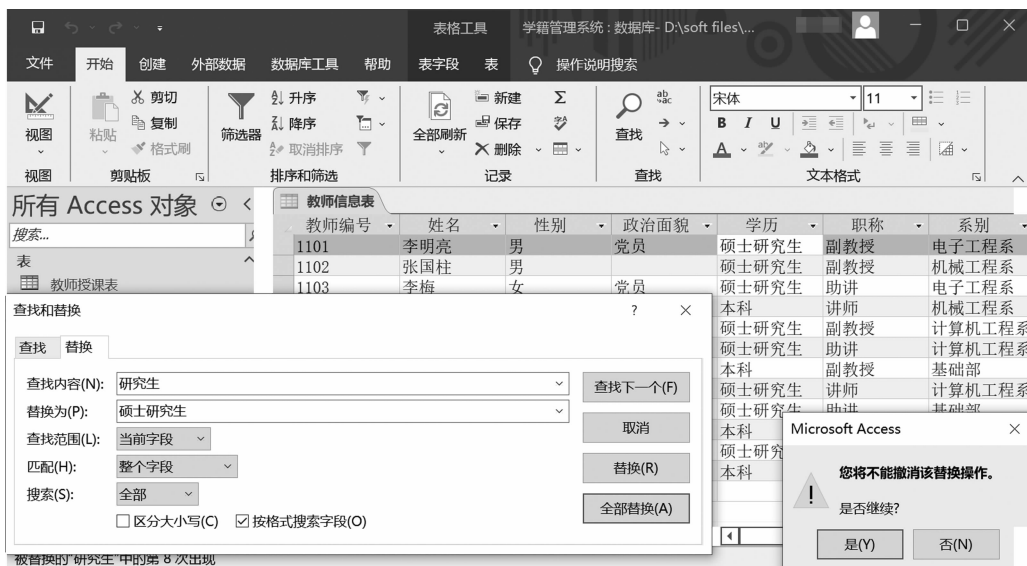 表格工具 学籍管理系统 : 数据库- D:\soft files\...
文件 开始 创建 外部数据 数据库工具 帮助 表字段 表 操作说明搜索
视图
视图
粘贴
剪切
复制
格式刷
剪贴板
筛选器
升序
降序
取消排序
排序和筛选
全部刷新
新建
保存
删除
记录
查找
查找
宋体 11
B I U
文本格式
所有 Access 对象
搜索...
表
教师授课表
教师信息表
教师编号 姓名 性别 政治面貌 学历 职称 系别
1101 李明亮 男 党员 硕士研究生 副教授 电子工程系
1102 张国柱 男 硕士研究生 副教授 机械工程系
1103 李梅 女 党员 硕士研究生 助讲 电子工程系
本科 讲师 机械工程系
硕士研究生 副教授 计算机工程系
硕士研究生 助讲 计算机工程系
本科 副教授 基础部
硕士研究生 讲师 计算机工程系
硕士研究生 助讲 基础部
本科
硕士研究
本科
查找和替换 ?
查找 替换
查找内容(N): 研究生 查找下一个(F)
替换为(P): 硕士研究生 取消
查找范围(L): 当前字段
匹配(H): 整个字段 替换(R)
搜索(S): 全部 全部替换(A)
区分大小写(C) 按格式搜索字段(O)
Microsoft Access
您将不能撤消该替换操作。
是否继续?
是(Y) 否(N)
被替换的"研究生"中的第 8 次出现